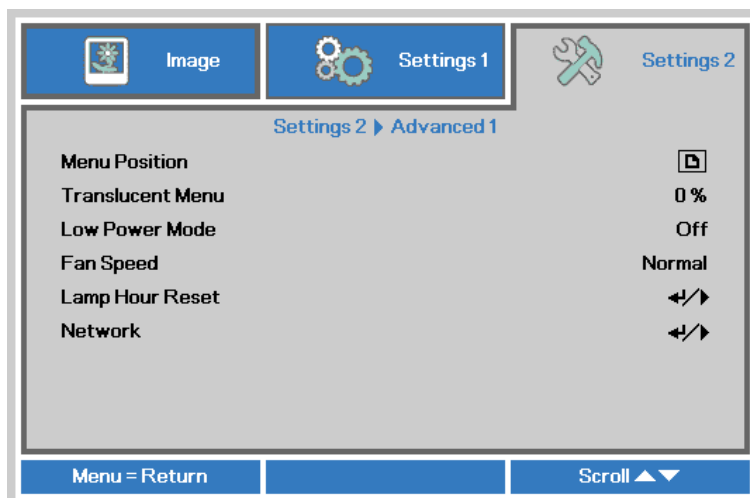 Image Settings 1 Settings 2
Settings 2 Advanced 1
Menu Position
Translucent Menu 0 %
Low Power Mode Off
Fan Speed Normal
Lamp Hour Reset
Network
Menu = Return Scroll